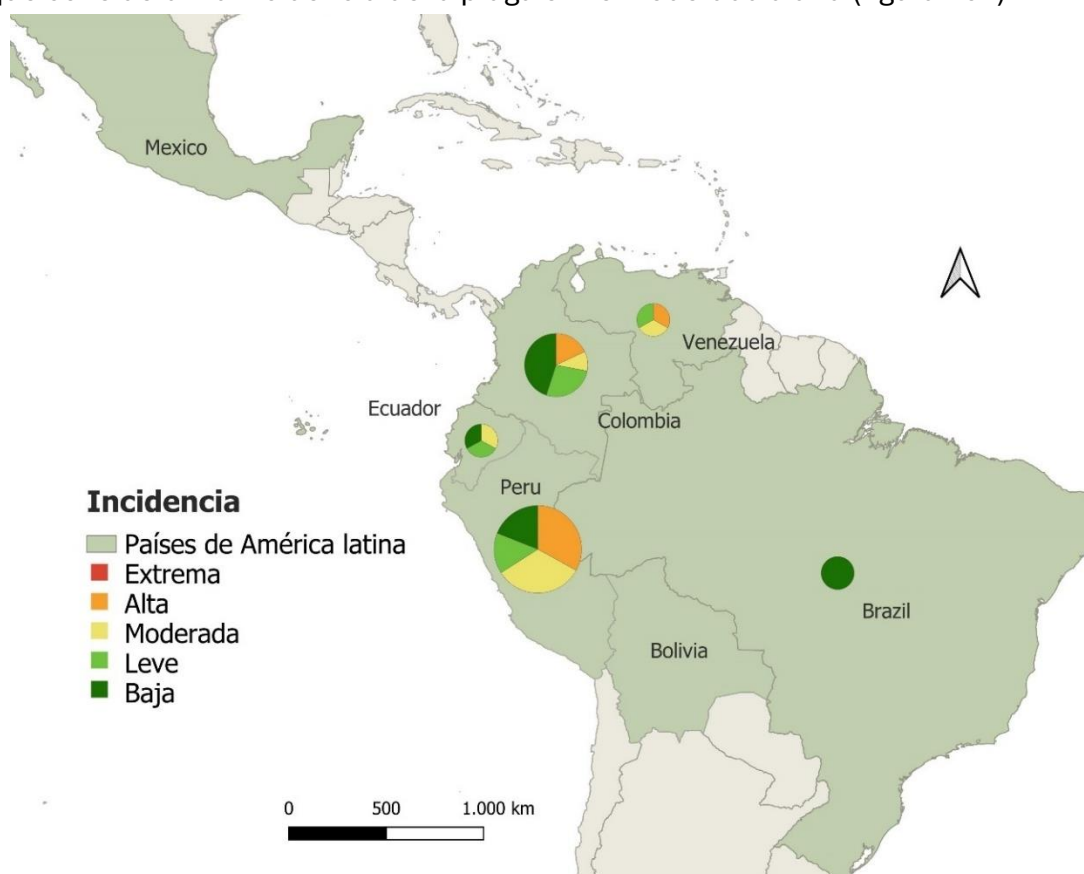 Mexico
Venezuela
Ecuador
Colombia
Peru
Incidencia
Países de América latina
Extrema
Alta
Moderada
Leve
Baja
Brazil
Bolivia
0 500 1.000 km